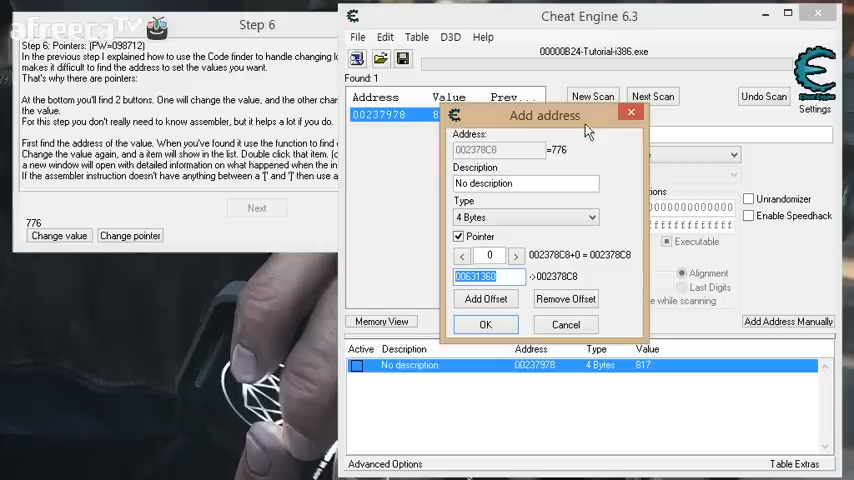 afreecaTV
Step 6
Step 6: Pointers: (PW=098712)
In the previous step I explained how to use the Code finder to handle changing lo
makes it difficult to find the address to set the values you want.
That's why there are pointers:
At the bottom you'll find 2 buttons. One will change the value, and the other chan
the value.
For this step you don't really need to know assembler, but it helps a lot if you do.
First find the address of the value. When you've found it use the function to find
Change the value again, and a item will show in the list. Double click that item. (o
a new window will open with detailed information on what happened when the in
If the assembler instruction doesn't have anything between a '[' and ']' then use a
Next
776
Change value
Change pointer
Cheat Engine 6.3
File Edit Table D3D Help
00000B24-Tutorial-i386.exe
Found: 1
Address Value Prev...
00237978 8
New Scan
Next Scan
Undo Scan
Cheat Engine
Settings
Unrandomizer
Enable Speedhack
Executable
Alignment
Last Digits
while scanning
Memory View
Add Address Manually
Add address
Address:
002378C8 =776
Description
No description
Type
4 Bytes
Pointer
< 0 > 002378C8+0 = 002378C8
00631360 ->002378C8
Add Offset
Remove Offset
OK
Cancel
Active Description Address Type Value
No description 00237978 4 Bytes 817
Advanced Options
Table Extras